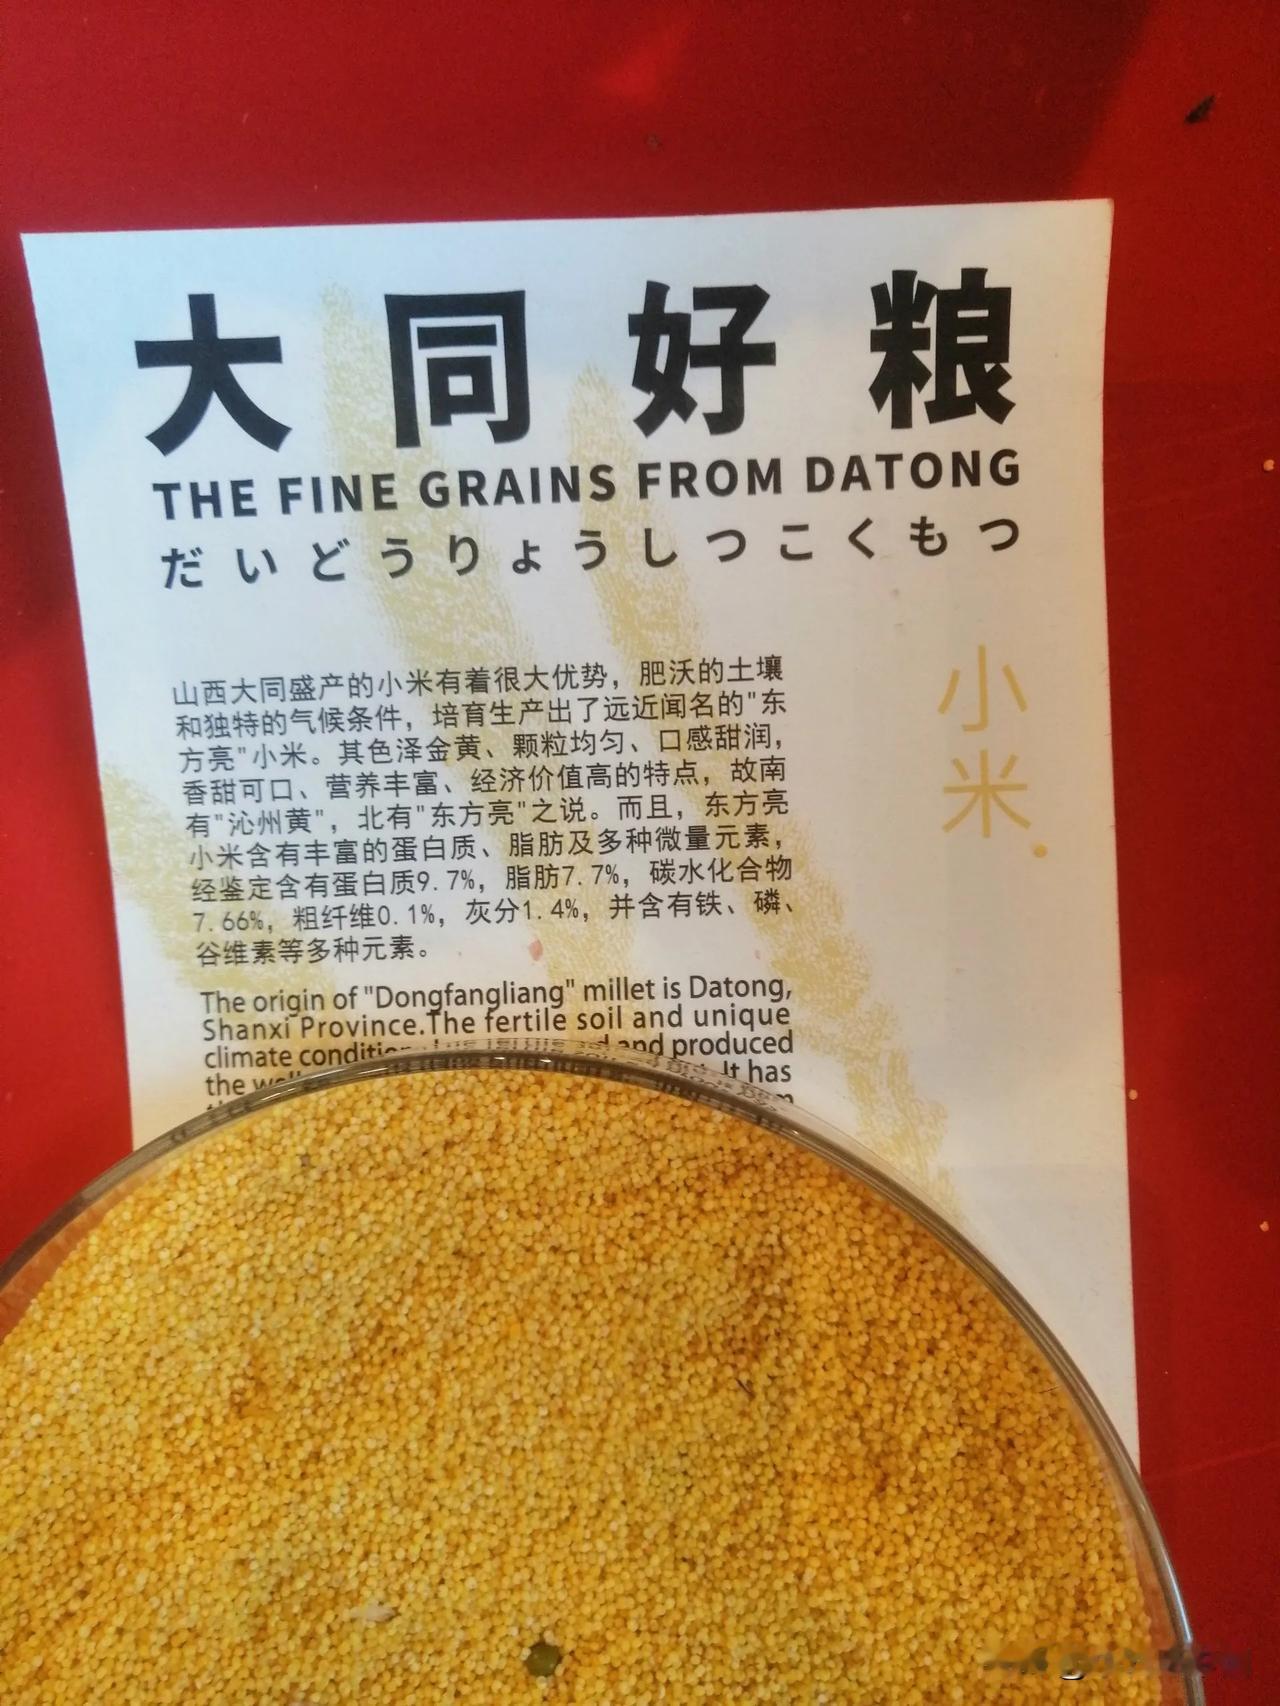 大同好粮
THE FINE GRAINS FROM DATONG
だいどうりょうしつこくもつ
小米
山西大同盛产的小米有着很大优势，肥沃的土壤
和独特的气候条件，培育生产出了远近闻名的"东
方亮"小米。其色泽金黄、颗粒均匀、口感甜润，
香甜可口、营养丰富、经济价值高的特点，故南
有"沁州黄"，北有"东方亮"之说。而且，东方亮
小米含有丰富的蛋白质、脂肪及多种微量元素，
经鉴定含有蛋白质9.7%，脂肪7.7%，碳水化合物
7.66%，粗纤维0.1%，灰分1.4%，并含有铁、磷、
谷维素等多种元素。
The origin of "Dongfangliang" millet is Datong,
Shanxi Province.The fertile soil and unique
climate and produced
the It has